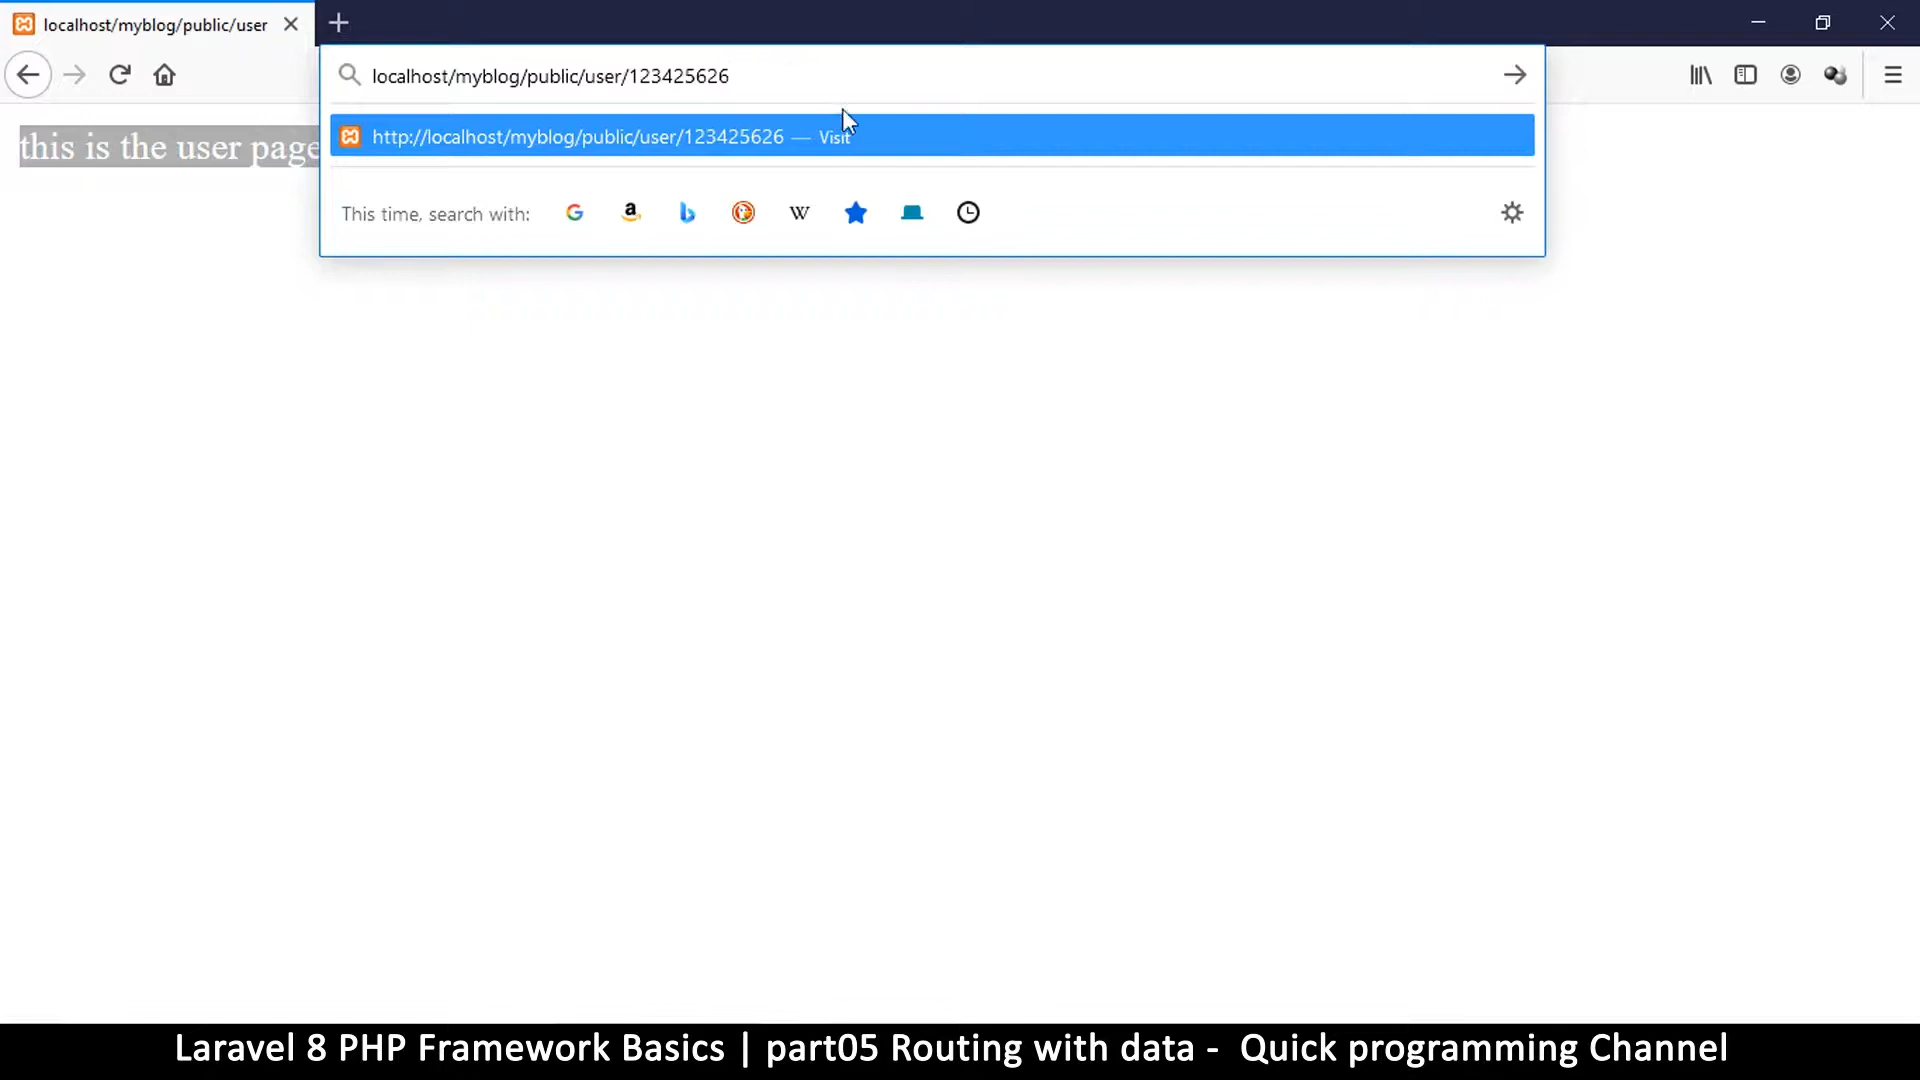 localhost/myblog/public/user
localhost/myblog/public/user/123425626
http://localhost/myblog/public/user/123425626 — Visit
this is the user page
This time, search with:
Laravel 8 PHP Framework Basics | part05 Routing with data - Quick programming Channel